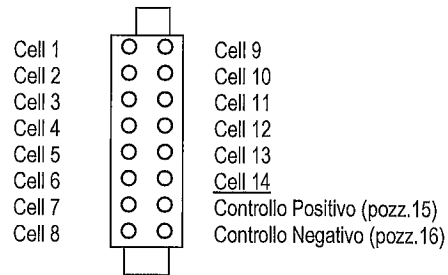 Cell 1 Cell 9
Cell 2 Cell 10
Cell 3 Cell 11
Cell 4 Cell 12
Cell 5 Cell 13
Cell 6 Cell 14
Cell 7 Controllo Positivo (pozz.15)
Cell 8 Controllo Negativo (pozz.16)